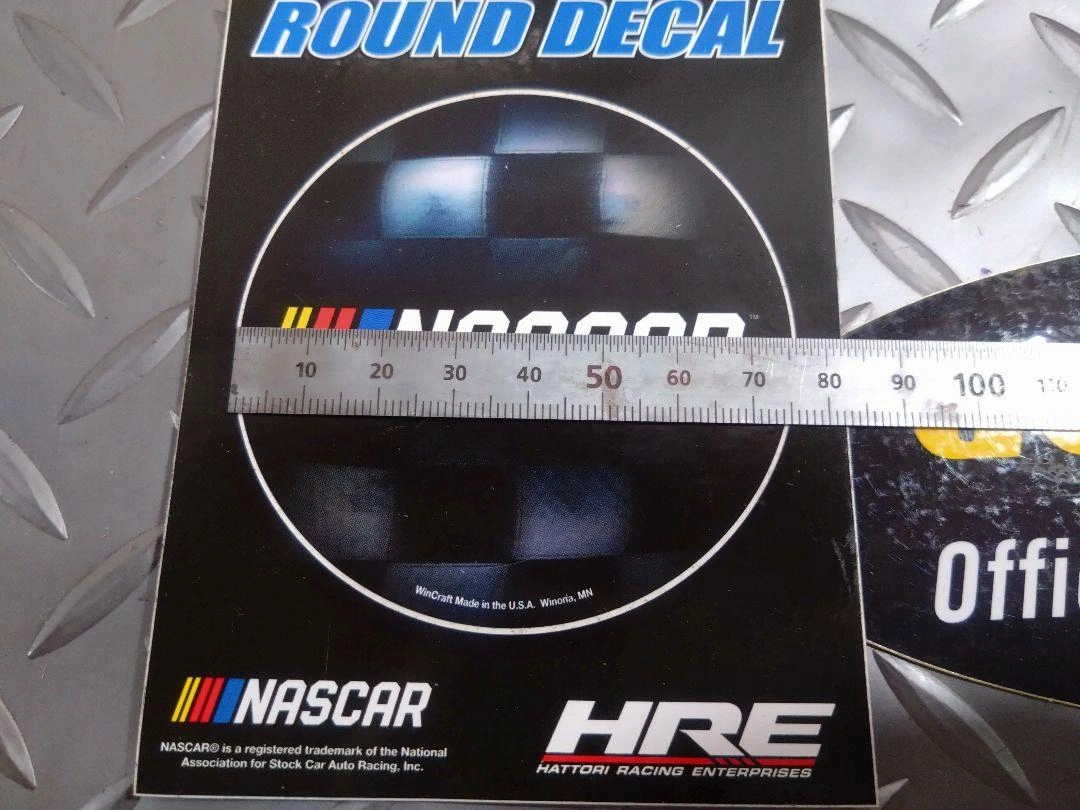 ROUND DECAL
TM
10 20 30 40 50 60 70 80 90 100 110
Offi
WinCraft Made in the U.S.A. Winona, MN
NASCAR
HRE
NASCAR® is a registered trademark of the National
Association for Stock Car Auto Racing, Inc.
HATTORI RACING ENTERPRISES